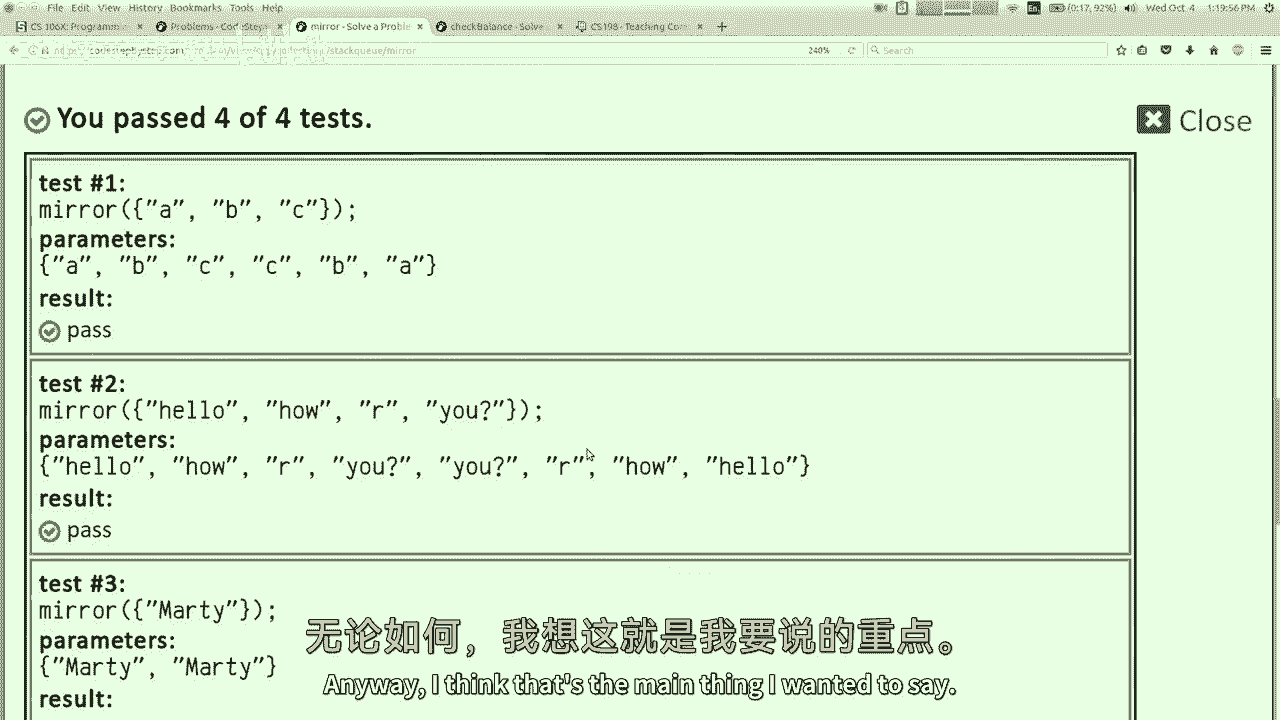 File Edit View History Bookmarks Tools Help
(0:17, 92%) Wed Oct 4 1:19:56 PM
CS 106X: Programm
Problems - CodeStep
mirror - Solve a Proble
checkBalance - Solve
CS198 - Teaching Com
/stackqueue/mirror 240% Search
You passed 4 of 4 tests. Close
test #1:
mirror({"a", "b", "c"});
parameters:
{"a", "b", "c", "c", "b", "a"}
result:
pass
test #2:
mirror({"hello", "how", "r", "you?"});
parameters:
{"hello", "how", "r", "you?", "you?", "r", "how", "hello"}
result:
pass
test #3:
mirror({"Marty"});
parameters:
{"Marty", "Marty"}
result:
无论如何，我想这就是我要说的重点。
Anyway, I think that's the main thing I wanted to say.